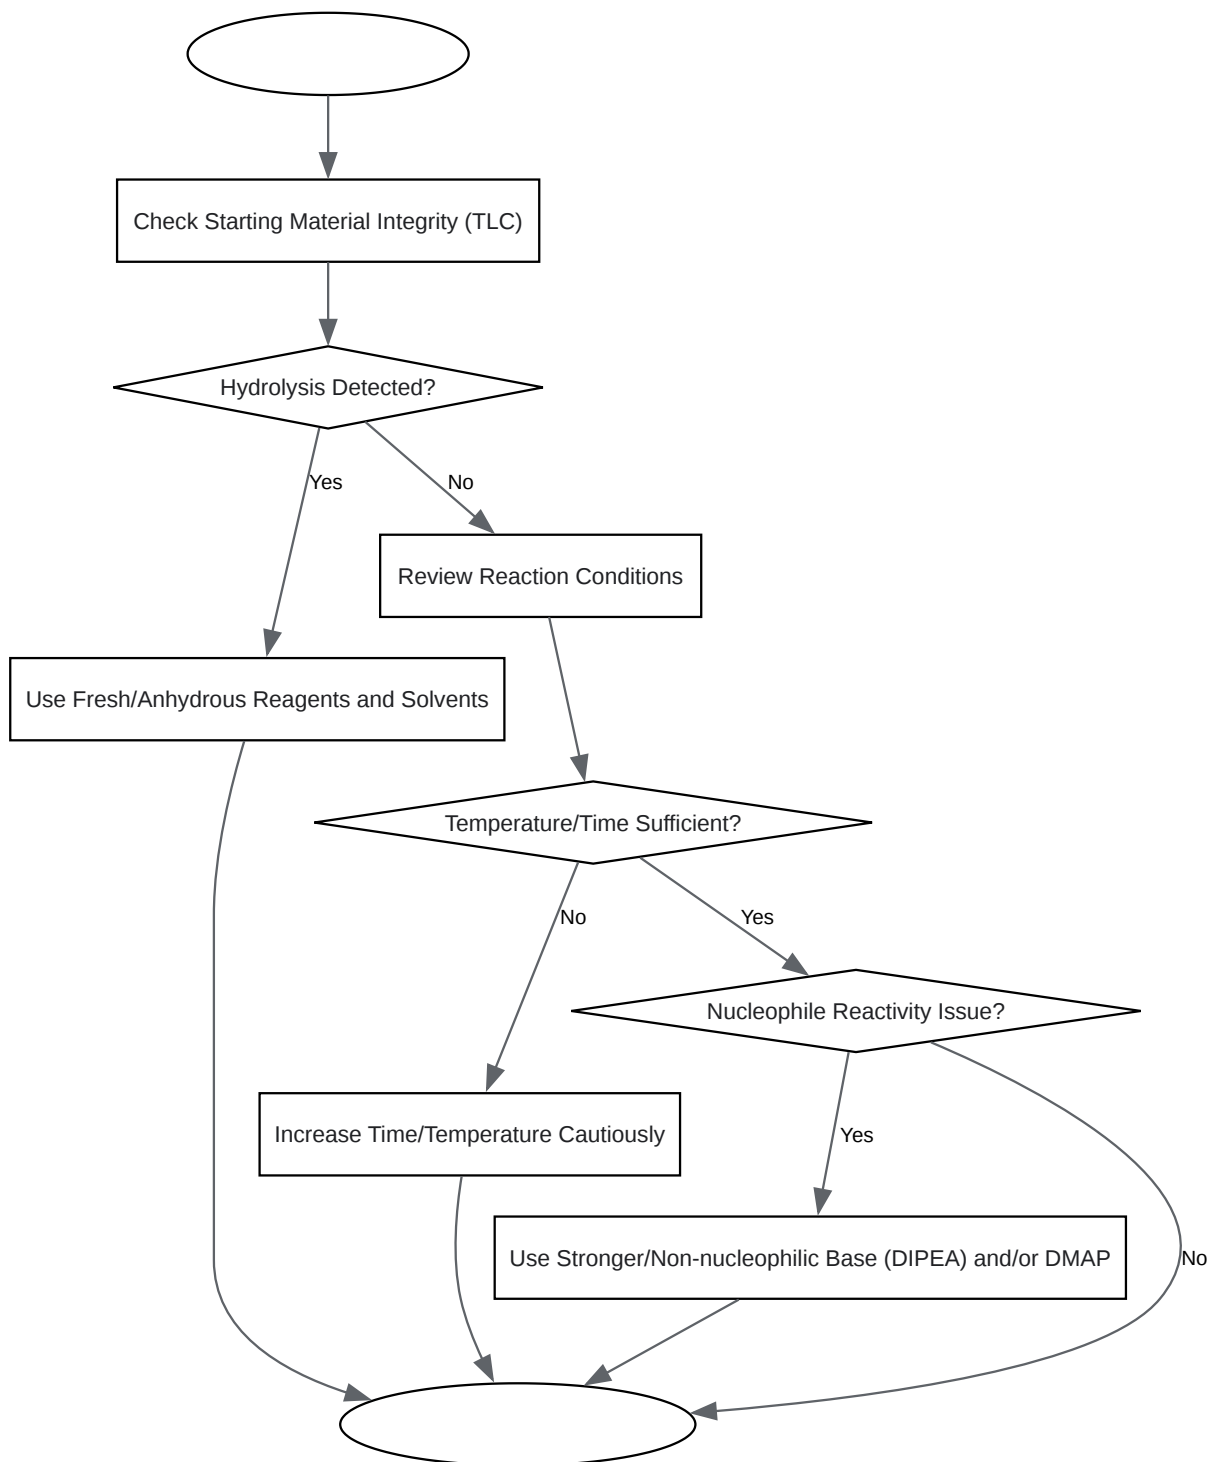 Check Starting Material Integrity (TLC)
Hydrolysis Detected?
Yes
No
Review Reaction Conditions
Use Fresh/Anhydrous Reagents and Solvents
Temperature/Time Sufficient?
No
Yes
Nucleophile Reactivity Issue?
Increase Time/Temperature Cautiously
Yes
Use Stronger/Non-nucleophilic Base (DIPEA) and/or DMAP
No